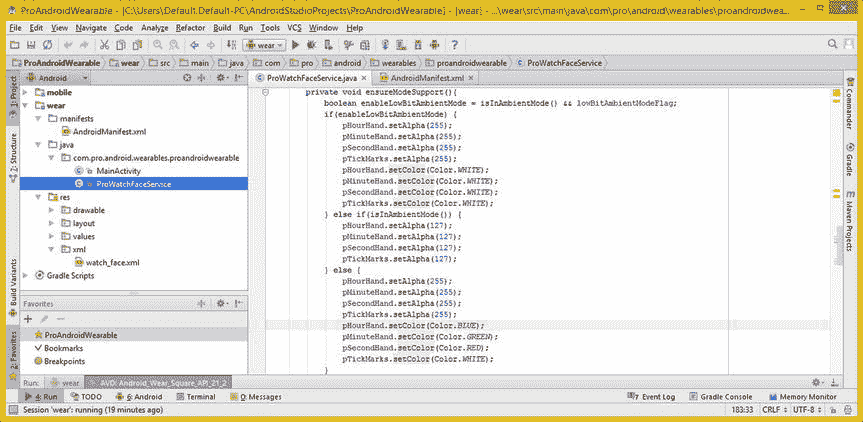 ProAndroidWearable - [C:\Users\Default.Default-PC\AndroidStudioProjects\ProAndroidWearable] - [wear] - ...\wear\src\main\java\com\pro\android\wearables\proandroidwea...
File Edit View Navigate Code Analyze Refactor Build Run Tools VCS Window Help
wear
ProAndroidWearable wear src main java com pro android wearables proandroidwearable ProWatchFaceService
Android
ProWatchFaceService.java AndroidManifest.xml
1: Project
Z: Structure
Build Variants
2: Favorites
mobile
wear
manifests
AndroidManifest.xml
java
com.pro.android.wearables.proandroidwearable
MainActivity
ProWatchFaceService
res
drawable
layout
values
xml
watch_face.xml
Gradle Scripts
Favorites
ProAndroidWearable
Bookmarks
Breakpoints
private void ensureModeSupport(){
boolean enableLowBitAmbientMode = isInAmbientMode() && lowBitAmbientModeFlag;
if(enableLowBitAmbientMode) {
pHourHand.setAlpha(255);
pMinuteHand.setAlpha(255);
pSecondHand.setAlpha(255);
pTickMarks.setAlpha(255);
pHourHand.setColor(Color.WHITE);
pMinuteHand.setColor(Color.WHITE);
pSecondHand.setColor(Color.WHITE);
pTickMarks.setColor(Color.WHITE);
} else if(isInAmbientMode()) {
pHourHand.setAlpha(127);
pMinuteHand.setAlpha(127);
pSecondHand.setAlpha(127);
pTickMarks.setAlpha(127);
} else {
pHourHand.setAlpha(255);
pMinuteHand.setAlpha(255);
pSecondHand.setAlpha(255);
pTickMarks.setAlpha(255);
pHourHand.setColor(Color.BLUE);
pMinuteHand.setColor(Color.GREEN);
pSecondHand.setColor(Color.RED);
pTickMarks.setColor(Color.WHITE);
}
Commander
Gradle
Maven Projects
Run: wear AVD: Android_Wear_Square_API_21_2
4: Run TODO 6: Android Terminal 0: Messages Event Log Gradle Console Memory Monitor
Session 'wear': running (19 minutes ago) 183:33 CRLF UTF-8